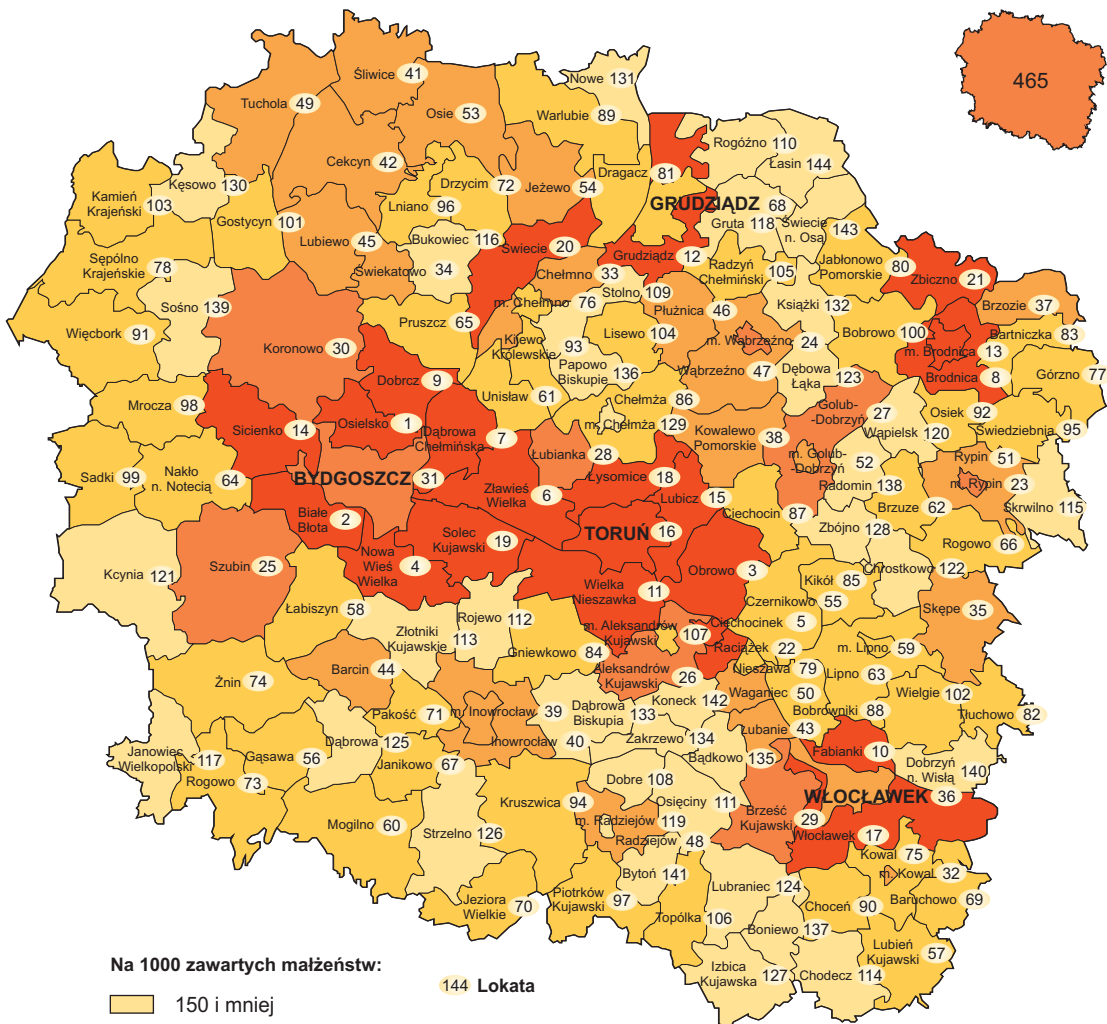 465
Śliwice 41
Nowe 131
Tuchola 49
Osie 53
Warlubie 89
Rogóźno 110
Cekcyn 42
Łasin 144
Dragacz 81
Kęsowo 130
Drzycim 72
Jeżewo 54
Kamień
Krajeński 103
Lniano 96
GRUDZIĄDZ 68
Gostycyn 101
Gruta 118
Świecie
n. Osą 143
Lubiewo 45
Bukowiec 116
Świecie 20
Grudziądz 12
Sępólno
Krajeńskie 78
Świekatowo 34
Chełmno 33
Radzyń
Chełmiński 105
Jabłonowo
Pomorskie 80
Zbiczno 21
Sośno 139
m. Chełmno 76
Stolno 109
Płużnica 46
Książki 132
Brzozie 37
Więcbork 91
Pruszcz 65
Lisewo 104
Bobrowo 100
Bartniczka 83
Koronowo 30
Kijewo
Królewskie 93
m. Wąbrzeźno 24
m. Brodnica 13
Papowo
Biskupie 136
Wąbrzeźno 47
Dębowa
Łąka 123
Brodnica 8
Górzno 77
Dobrcz 9
Unisław 61
Chełmża 86
Golub-
Dobrzyń 27
Mrocza 98
Osiek 92
Sicienko 14
Osielsko 1
Dąbrowa
Chełmińska 7
m. Chełmża 129
Kowalewo
Pomorskie 38
Wąpielsk 120
Świedziebnia 95
Łubianka 28
m. Golub-
-Dobrzyń 52
Rypin 51
Sadki 99
Nakło
n. Notecią 64
BYDGOSZCZ 31
Łysomice 18
Radomin 138
m. Rypin 23
Zławieś
Wielka 6
Lubicz 15
Brzuze 62
Skrwilno 115
Białe
Błota 2
Ciechocin 87
Solec
Kujawski 19
TORUŃ 16
Zbójno 128
Rogowo 66
Kcynia 121
Szubin 25
Nowa
Wieś
Wielka 4
Obrowo 3
Chrostkowo 122
Wielka
Nieszawka 11
Kikół 85
Łabiszyn 58
Czernikowo 55
Skępe 35
Rojewo 112
Ciechocinek 5
Złotniki
Kujawskie 113
m. Aleksandrów
Kujawski 107
Gniewkowo 84
Raciążek 22
m. Lipno 59
Barcin 44
Aleksandrów
Kujawski 26
Nieszawa 79
Lipno 63
Żnin 74
Waganiec 50
Wielgie 102
Pakość 71
m. Inowrocław 39
Dąbrowa
Biskupia 133
Koneck 142
Bobrowniki 88
Tłuchowo 82
Lubanie 43
Dąbrowa 125
Inowrocław 40
Zakrzewo 134
Fabianki 10
Janowiec
Wielkopolski 117
Gąsawa 56
Janikowo 67
Bądkowo 135
Dobrzyń
n. Wisłą 140
Rogowo 73
Dobre 108
WŁOCŁAWEK 36
Kruszwica 94
Osięciny 111
Brześć
Kujawski 29
Mogilno 60
m. Radziejów 119
Włocławek 17
Strzelno 126
Radziejów 48
Kowal 75
m. Kowal 32
Bytoń 141
Lubraniec 124
Jeziora
Wielkie 70
Piotrków
Kujawski 97
Choceń 90
Baruchowo 69
Topólka 106
Boniewo 137
Lubień
Kujawski 57
Izbica
Kujawska 127
Chodecz 114
Na 1000 zawartych małżeństw:
144 Lokata
150 i mniej